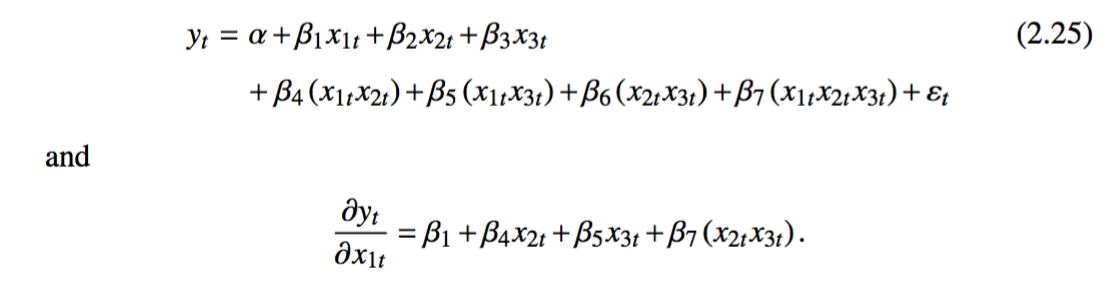 yₜ = α + β₁x₁ₜ + β₂x₂ₜ + β₃x₃ₜ (2.25)
+ β₄(x₁ₜx₂ₜ) + β₅(x₁ₜx₃ₜ) + β₆(x₂ₜx₃ₜ) + β₇(x₁ₜx₂ₜx₃ₜ) + εₜ
and
∂yₜ/∂x₁ₜ = β₁ + β₄x₂ₜ + β₅x₃ₜ + β₇(x₂ₜx₃ₜ).